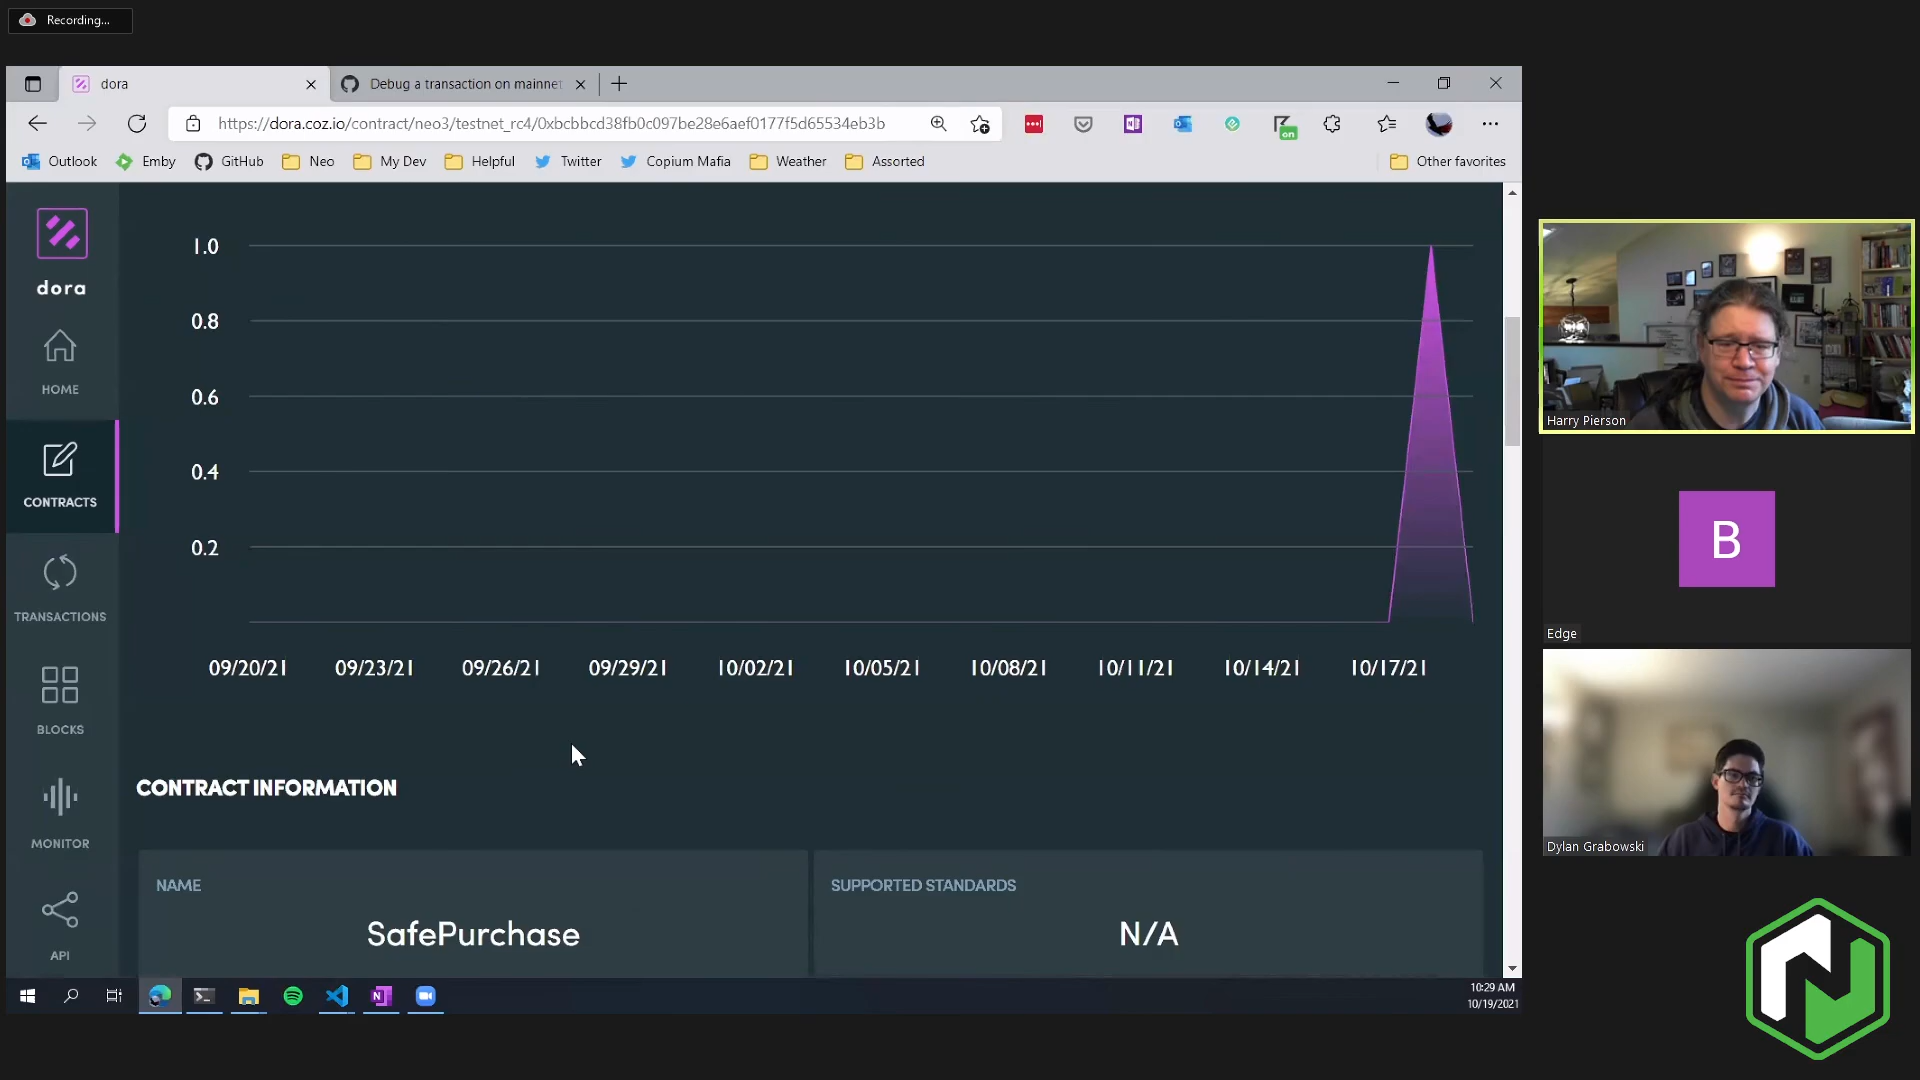 Recording...
dora
Debug a transaction on mainnet
https://dora.coz.io/contract/neo3/testnet_rc4/0xbcbbcd38fb0c097be28e6aef0177f5d65534eb3b
on
Outlook
Emby
GitHub
Neo
My Dev
Helpful
Twitter
Copium Mafia
Weather
Assorted
Other favorites
dora
HOME
CONTRACTS
TRANSACTIONS
BLOCKS
MONITOR
API
1.0
0.8
0.6
0.4
0.2
09/20/21 09/23/21 09/26/21 09/29/21 10/02/21 10/05/21 10/08/21 10/11/21 10/14/21 10/17/21
CONTRACT INFORMATION
NAME
SafePurchase
SUPPORTED STANDARDS
N/A
10:29 AM
10/19/2021
Harry Pierson
B
Edge
Dylan Grabowski